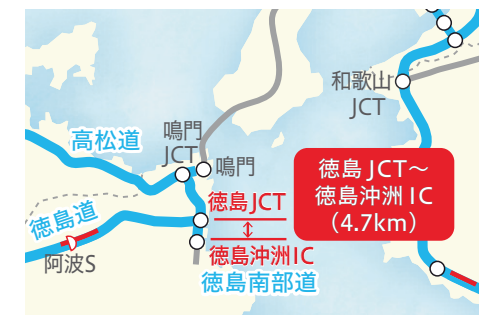 和歌山
JCT
鳴門
JCT
高松道
鳴門
徳島JCT
徳島JCT〜
徳島沖洲IC
（4.7km）
徳島道
阿波S
徳島沖洲IC
徳島南部道